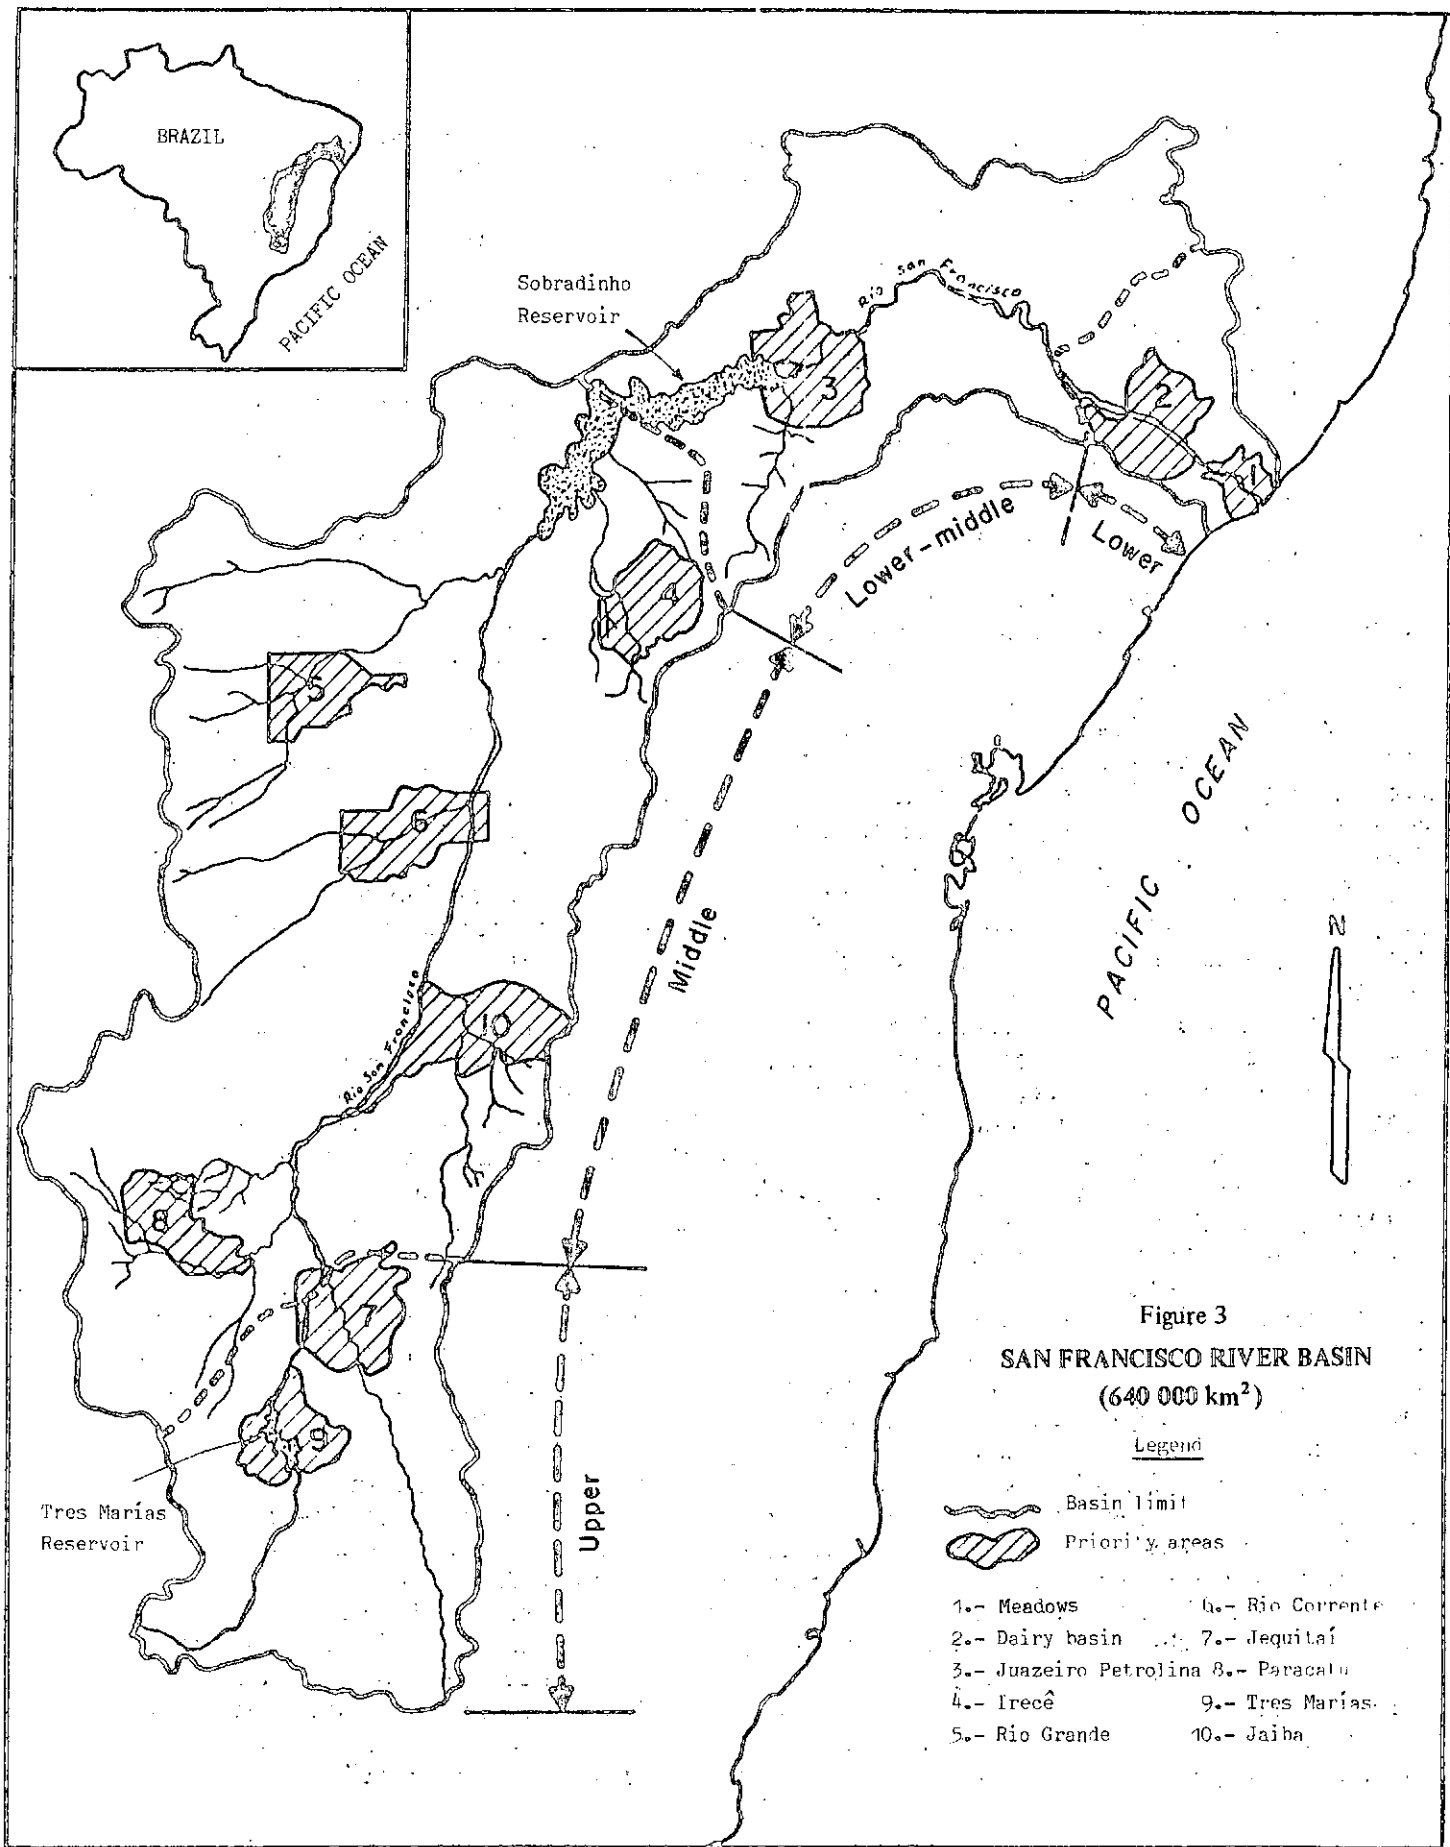 BRAZIL
PACIFIC OCEAN
Sobradinho
Reservoir
Rio San Francisco
3
2
1
Lower-middle
Lower
4
5
6
Middle
PACIFIC OCEAN
N
Rio San Francisco
10
8
7
9
Upper
Tres Marías
Reservoir
Figure 3
SAN FRANCISCO RIVER BASIN
(640 000 km²)
Legend
Basin limit
Priority areas
1.- Meadows 6.- Rio Corrente
2.- Dairy basin 7.- Jequitaí
3.- Juazeiro Petrolina 8.- Paracatu
4.- Irecê 9.- Tres Marías
5.- Rio Grande 10.- Jaiba